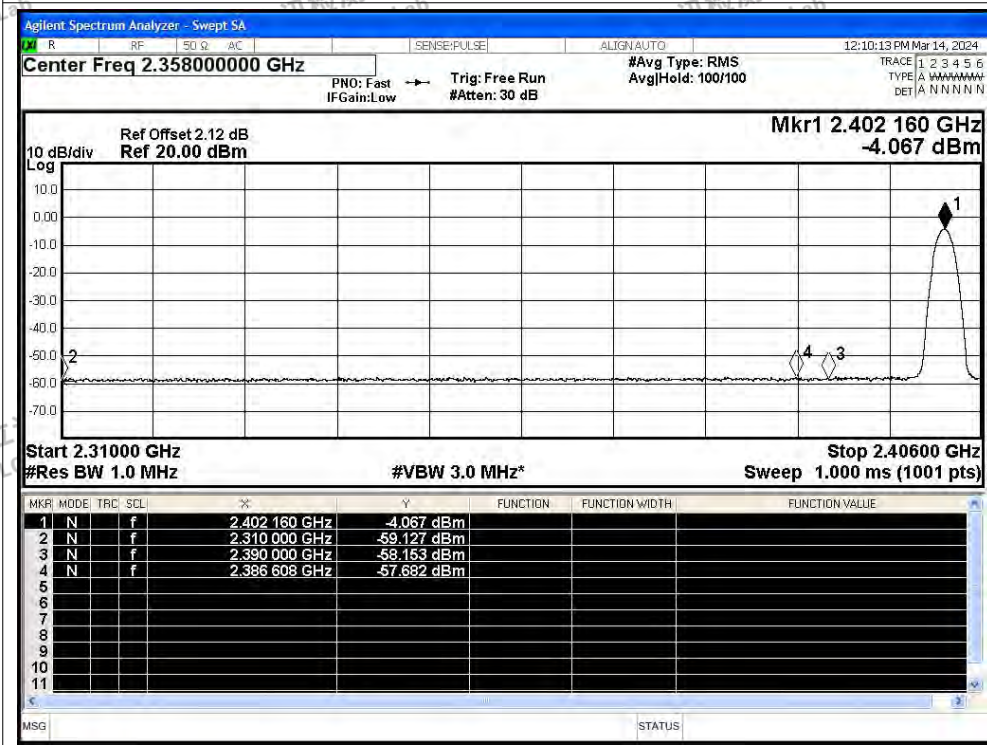 Agilent Spectrum Analyzer - Swept SA
LXI R RF 50 Ω AC SENSE:PULSE ALIGN AUTO 12:10:13 PM Mar 14, 2024
Center Freq 2.358000000 GHz #Avg Type: RMS TRACE 1 2 3 4 5 6
PNO: Fast Trig: Free Run Avg|Hold: 100/100 TYPE A WWWWW
IFGain:Low #Atten: 30 dB DET A N N N N N
Mkr1 2.402 160 GHz
Ref Offset 2.12 dB -4.067 dBm
10 dB/div Ref 20.00 dBm
Log
10.0
1
0.00
-10.0
-20.0
-30.0
-40.0
-50.0 2 4 3
-60.0
-70.0
Start 2.31000 GHz Stop 2.40600 GHz
#Res BW 1.0 MHz #VBW 3.0 MHz* Sweep 1.000 ms (1001 pts)
MKR MODE TRC SCL X Y FUNCTION FUNCTION WIDTH FUNCTION VALUE
1 N f 2.402 160 GHz -4.067 dBm
2 N f 2.310 000 GHz -59.127 dBm
3 N f 2.390 000 GHz -58.153 dBm
4 N f 2.386 608 GHz -57.682 dBm
5
6
7
8
9
10
11
MSG STATUS